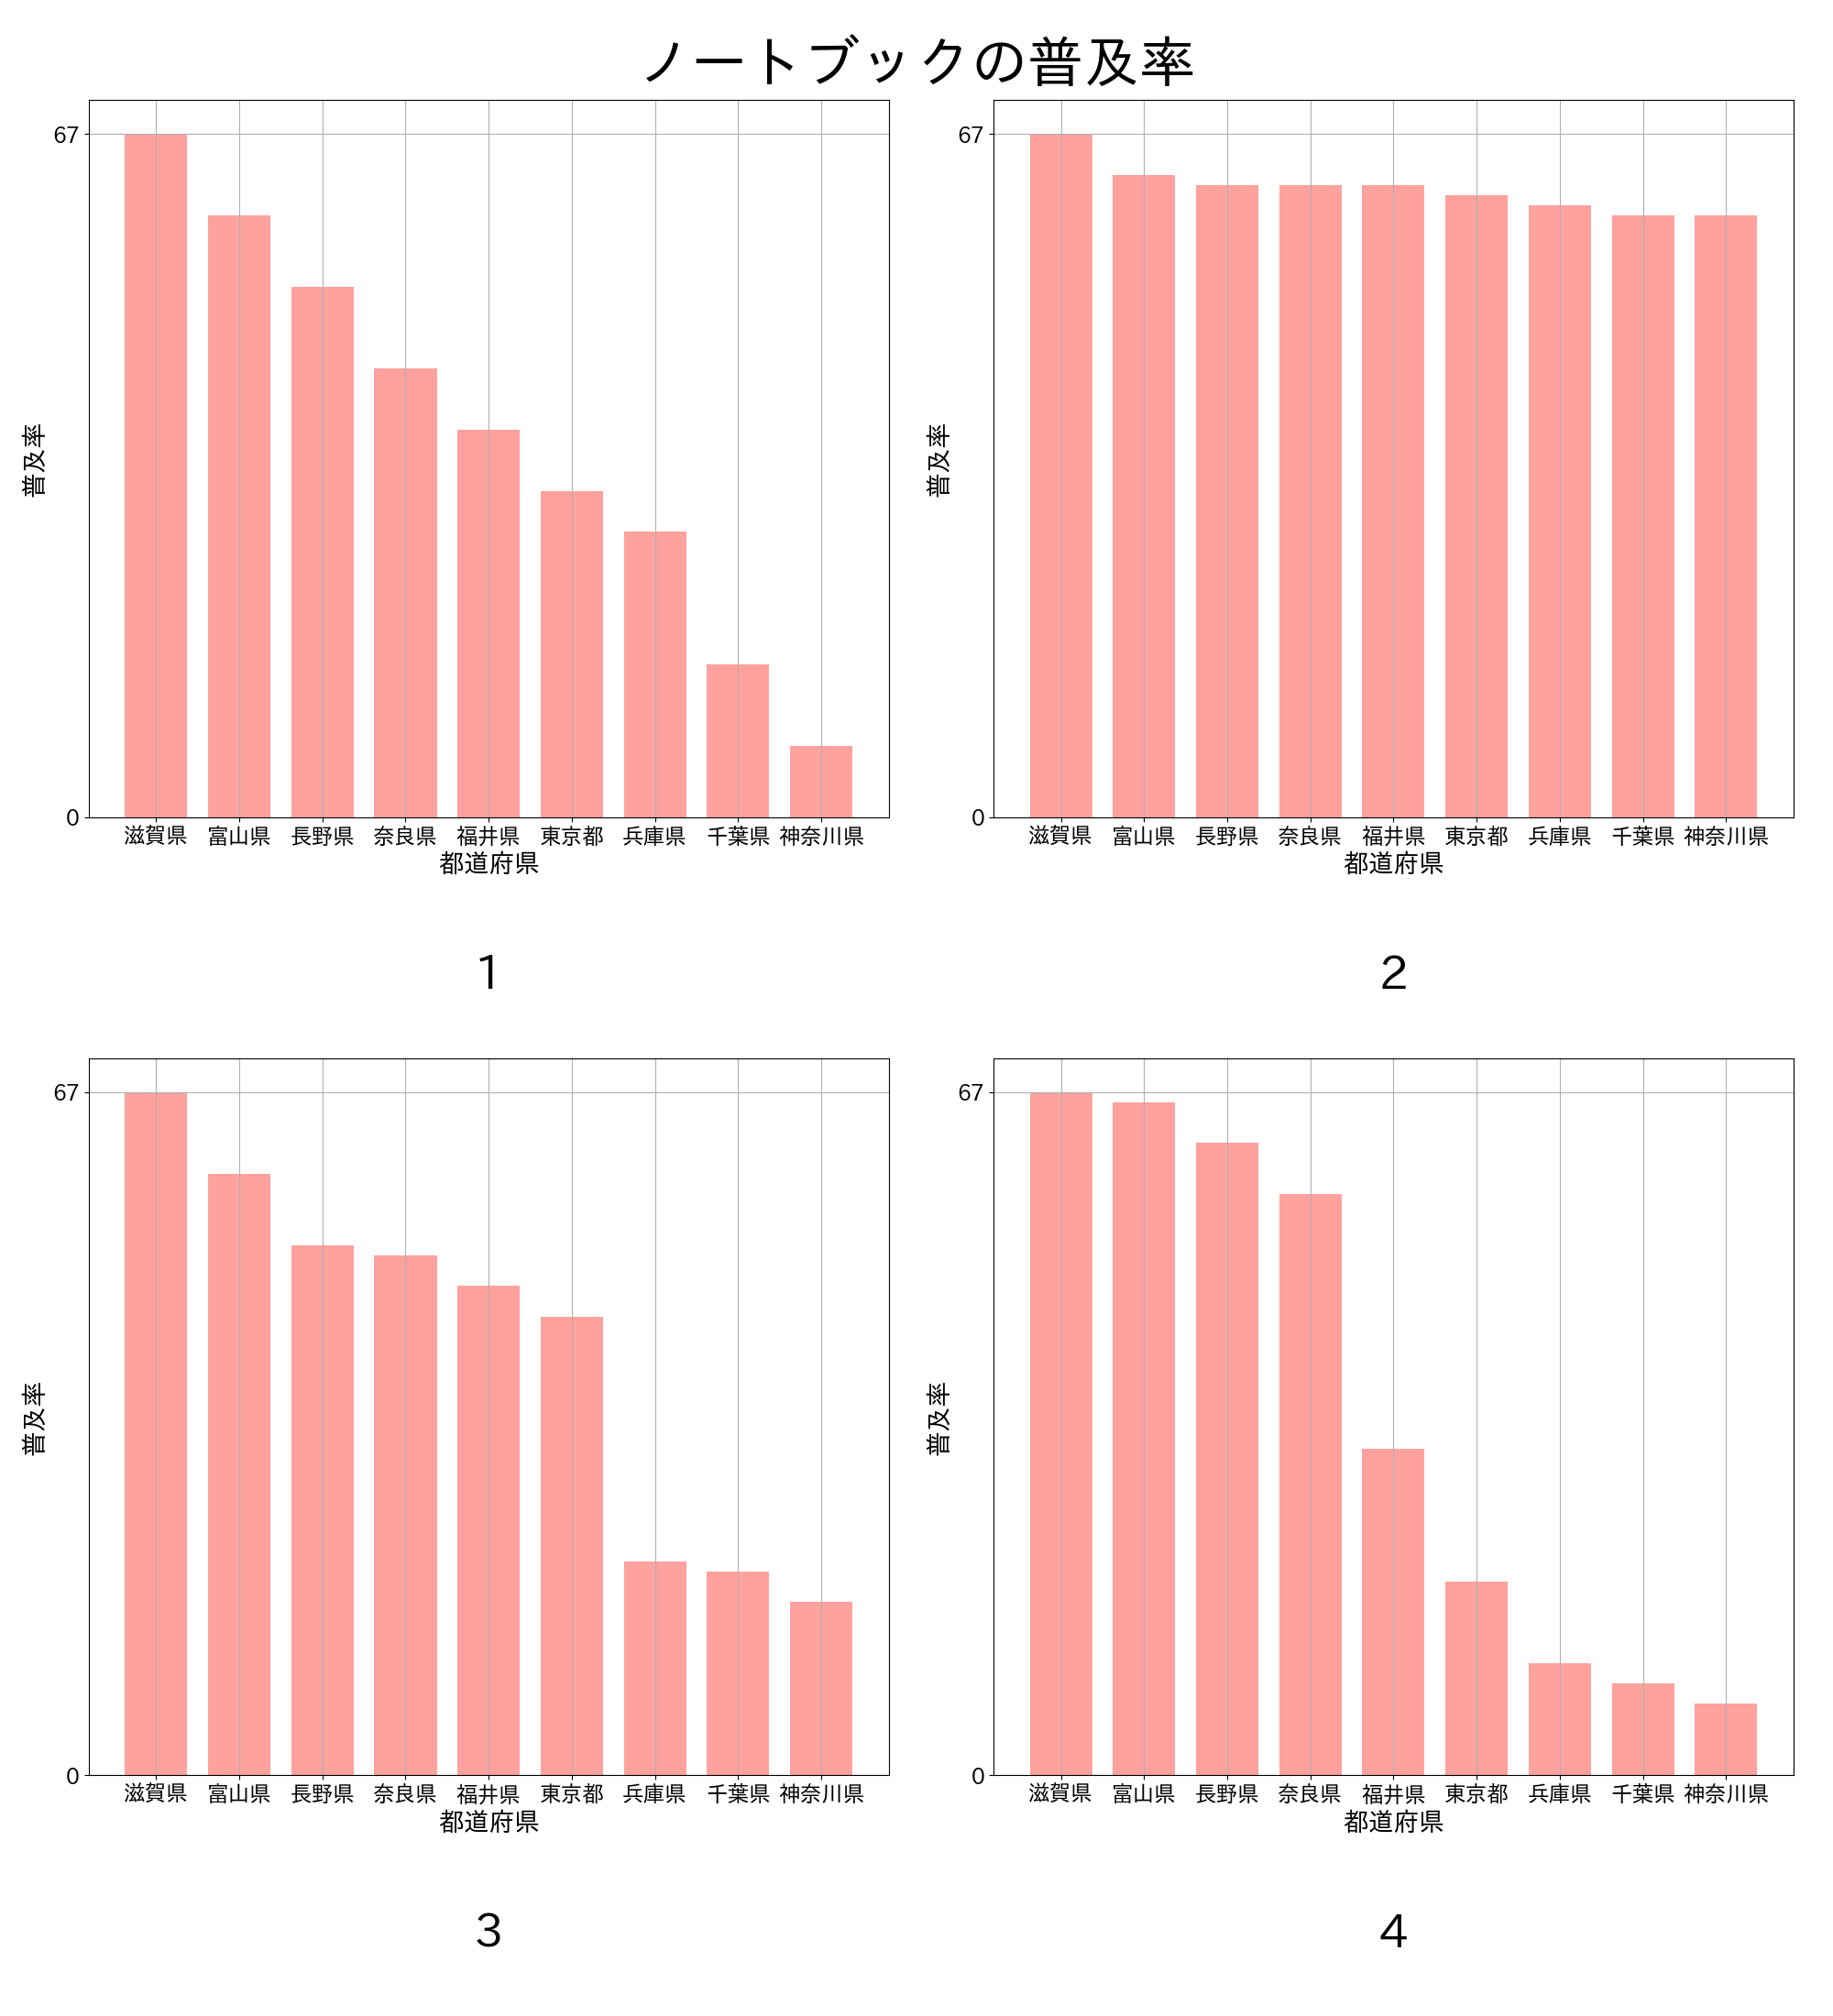 ノートブックの普及率
67
0
普及率
滋賀県 富山県 長野県 奈良県 福井県 東京都 兵庫県 千葉県 神奈川県
都道府県
1
67
0
普及率
滋賀県 富山県 長野県 奈良県 福井県 東京都 兵庫県 千葉県 神奈川県
都道府県
2
67
0
普及率
滋賀県 富山県 長野県 奈良県 福井県 東京都 兵庫県 千葉県 神奈川県
都道府県
3
67
0
普及率
滋賀県 富山県 長野県 奈良県 福井県 東京都 兵庫県 千葉県 神奈川県
都道府県
4